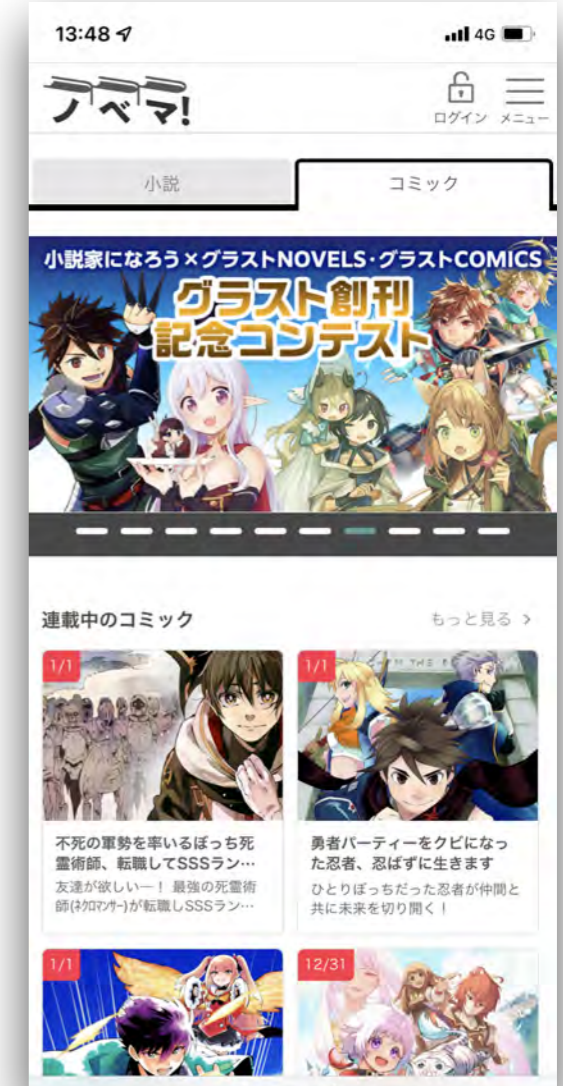 13:48
4G
ノベマ!
ログイン
メニュー
小説
コミック
小説家になろう×グラストNOVELS・グラストCOMICS
グラスト創刊
記念コンテスト
連載中のコミック
もっと見る >
1/1
不死の軍勢を率いるぼっち死
霊術師、転職してSSSラン…
友達が欲しいー! 最強の死霊術
師(ネクロマンサー)が転職しSSSラン…
1/1
勇者パーティーをクビになっ
た忍者、忍ばずに生きます
ひとりぼっちだった忍者が仲間と
共に未来を切り開く!
1/1
12/31